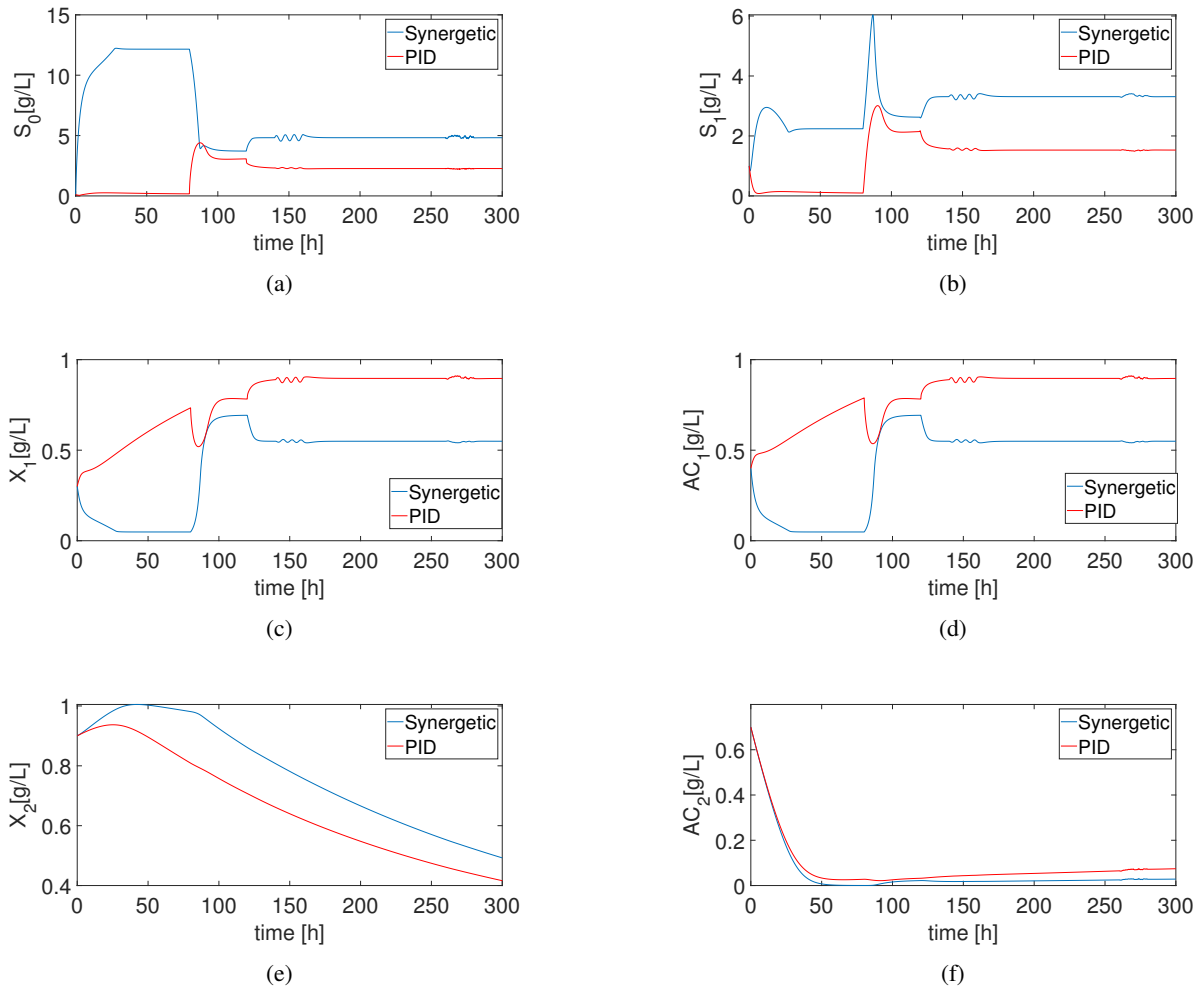 15
10
5
0
S0[g/L]
Synergetic
PID
0 50 100 150 200 250 300
time [h]
(a)
6
4
2
0
S1[g/L]
Synergetic
PID
0 50 100 150 200 250 300
time [h]
(b)
1
0.5
0
X1[g/L]
Synergetic
PID
0 50 100 150 200 250 300
time [h]
(c)
1
0.5
0
AC1[g/L]
Synergetic
PID
0 50 100 150 200 250 300
time [h]
(d)
1
0.8
0.6
0.4
X2[g/L]
Synergetic
PID
0 50 100 150 200 250 300
time [h]
(e)
0.6
0.4
0.2
0
AC2[g/L]
Synergetic
PID
0 50 100 150 200 250 300
time [h]
(f)